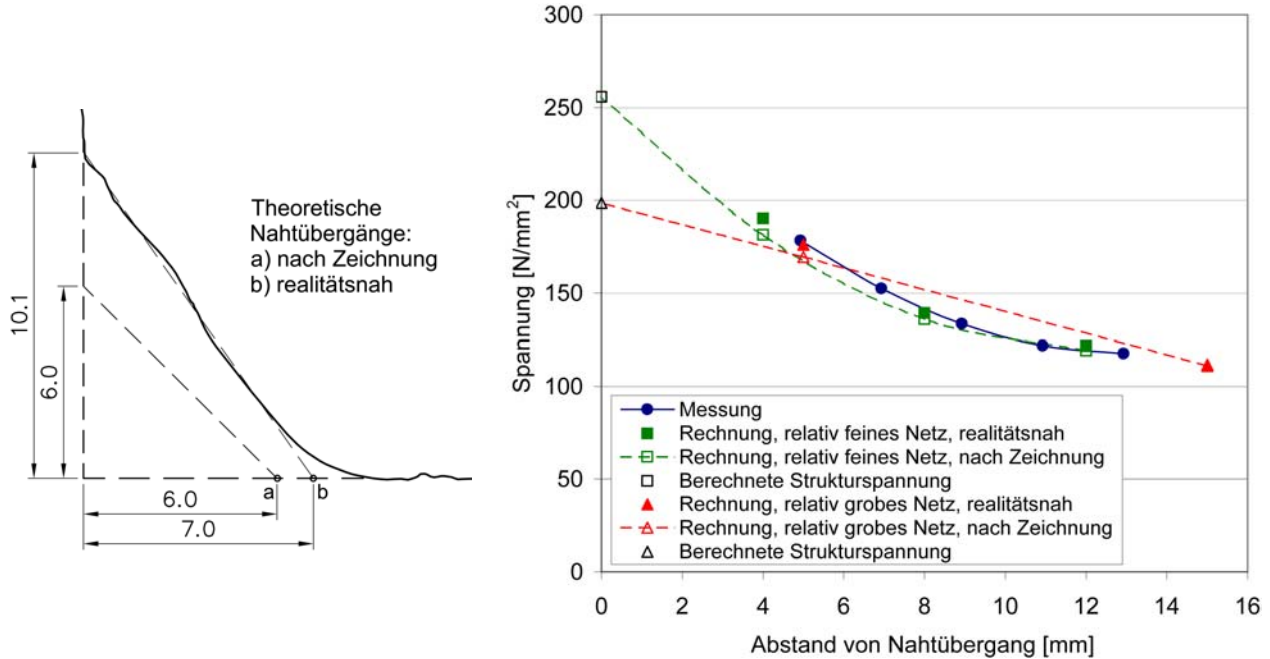 10.1
6.0
Theoretische
Nahtübergänge:
a) nach Zeichnung
b) realitätsnah
a
b
6.0
7.0
Spannung [N/mm²]
300
250
200
150
100
50
0
Messung
Rechnung, relativ feines Netz, realitätsnah
Rechnung, relativ feines Netz, nach Zeichnung
Berechnete Strukturspannung
Rechnung, relativ grobes Netz, realitätsnah
Rechnung, relativ grobes Netz, nach Zeichnung
Berechnete Strukturspannung
0 2 4 6 8 10 12 14 16
Abstand von Nahtübergang [mm]